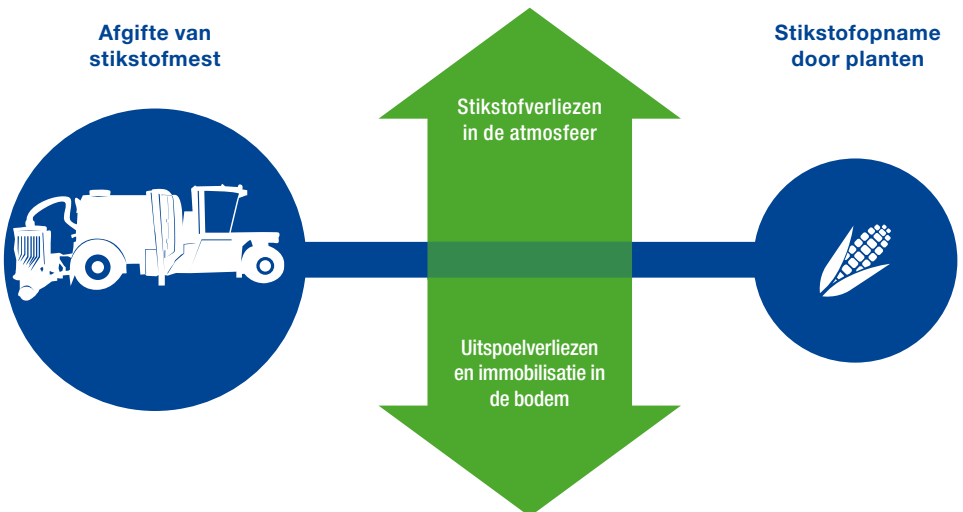 Afgifte van
stikstofmest
Stikstofverliezen
in de atmosfeer
Stikstofopname
door planten
Uitspoelverliezen
en immobilisatie in
de bodem